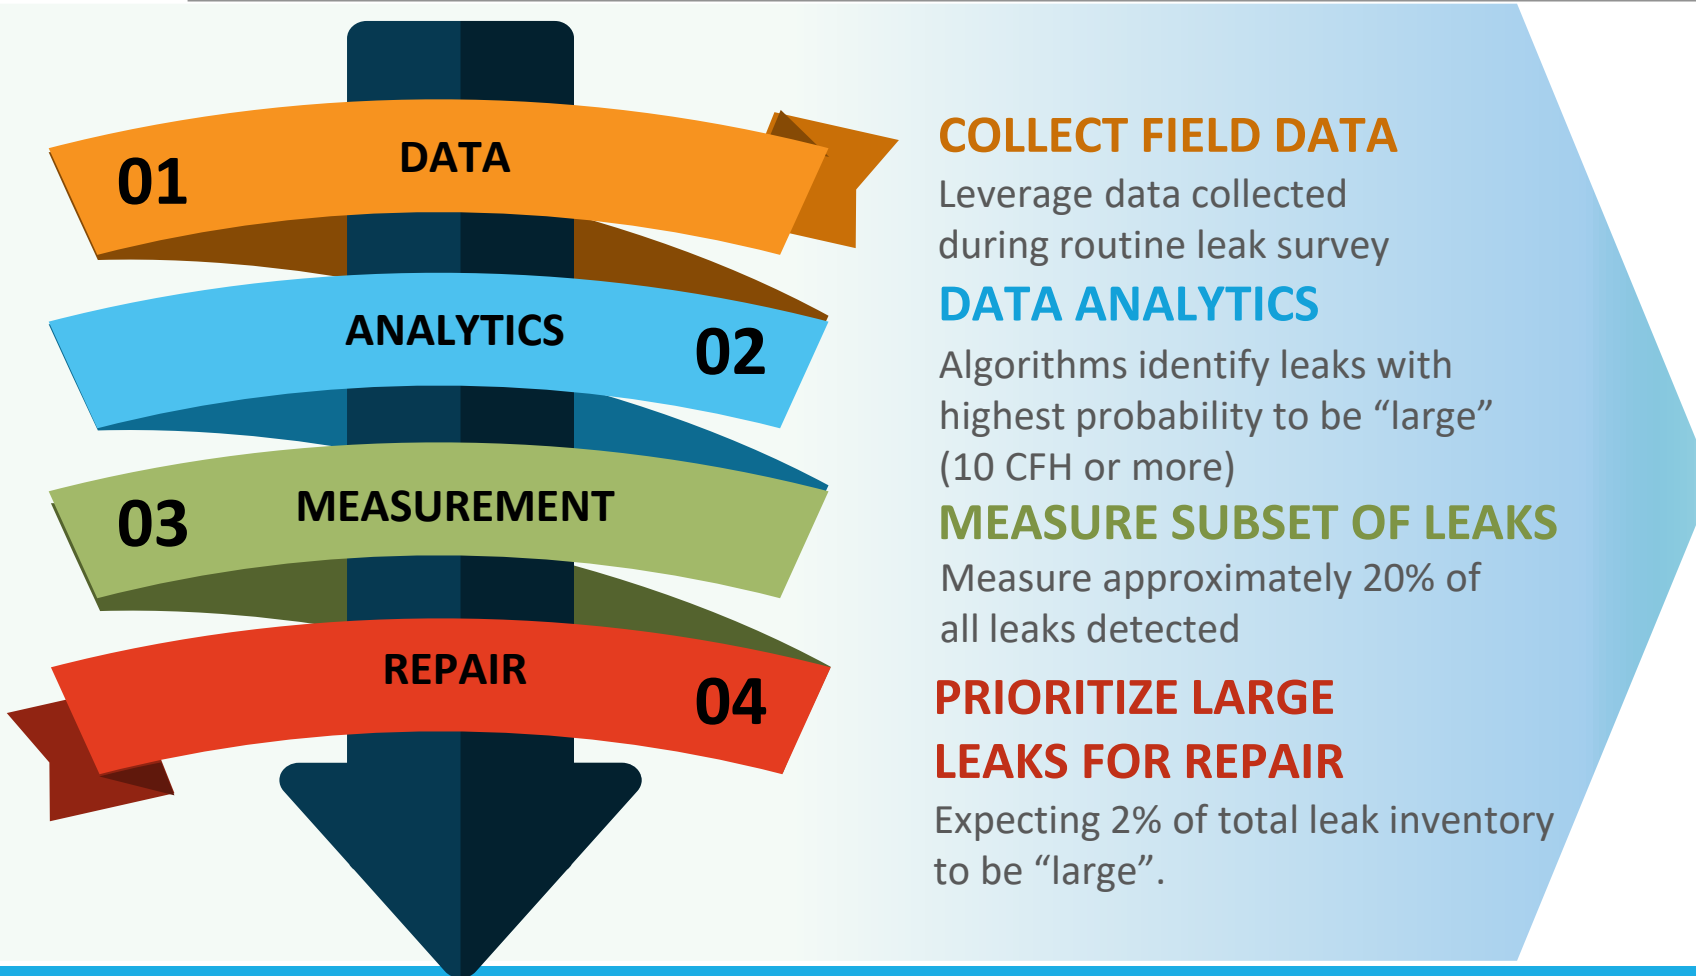 01
DATA
ANALYTICS
02
03
MEASUREMENT
REPAIR
04
COLLECT FIELD DATA
Leverage data collected
during routine leak survey
DATA ANALYTICS
Algorithms identify leaks with
highest probability to be “large”
(10 CFH or more)
MEASURE SUBSET OF LEAKS
Measure approximately 20% of
all leaks detected
PRIORITIZE LARGE
LEAKS FOR REPAIR
Expecting 2% of total leak inventory
to be “large”.